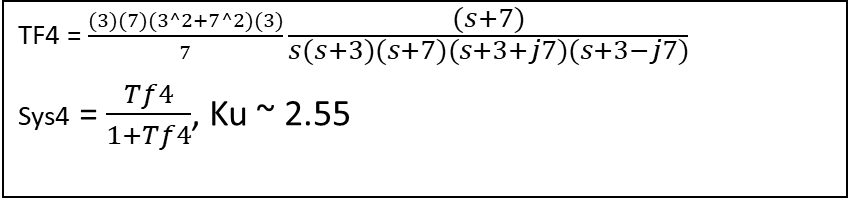 TF4 = (3)(7)(3^2+7^2)(3)/7 (s+7)/s(s+3)(s+7)(s+3+j7)(s+3−j7)
Sys4 = Tf4/1+Tf4, Ku ~ 2.55